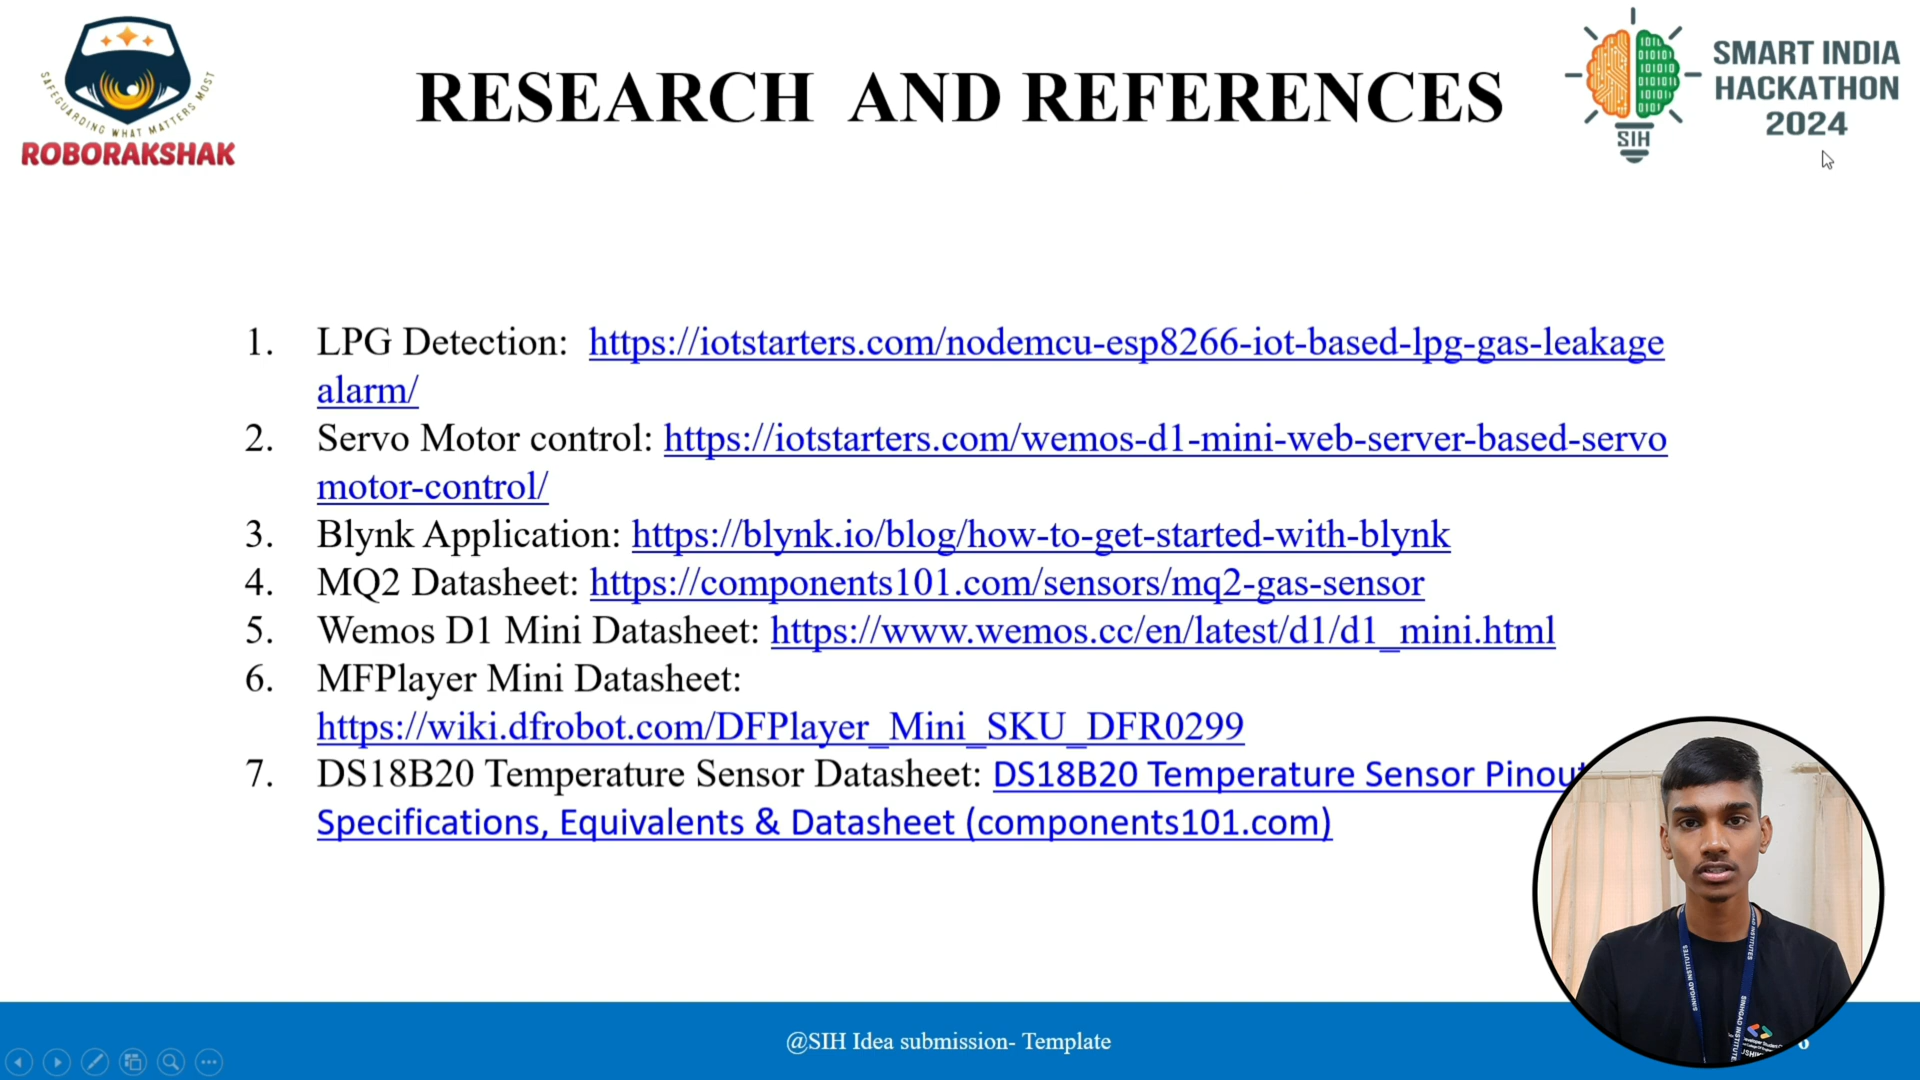 SAFEGUARDING WHAT MATTERS MOST
ROBORAKSHAK
RESEARCH AND REFERENCES
SIH
SMART INDIA
HACKATHON
2024
1. LPG Detection: https://iotstarters.com/nodemcu-esp8266-iot-based-lpg-gas-leakage
alarm/
2. Servo Motor control: https://iotstarters.com/wemos-d1-mini-web-server-based-servo
motor-control/
3. Blynk Application: https://blynk.io/blog/how-to-get-started-with-blynk
4. MQ2 Datasheet: https://components101.com/sensors/mq2-gas-sensor
5. Wemos D1 Mini Datasheet: https://www.wemos.cc/en/latest/d1/d1_mini.html
6. MFPlayer Mini Datasheet:
https://wiki.dfrobot.com/DFPlayer_Mini_SKU_DFR0299
7. DS18B20 Temperature Sensor Datasheet: DS18B20 Temperature Sensor Pinout
Specifications, Equivalents & Datasheet (components101.com)
SINHGAD INSTITUTES
SINHGAD INSTITUTES
@SIH Idea submission- Template